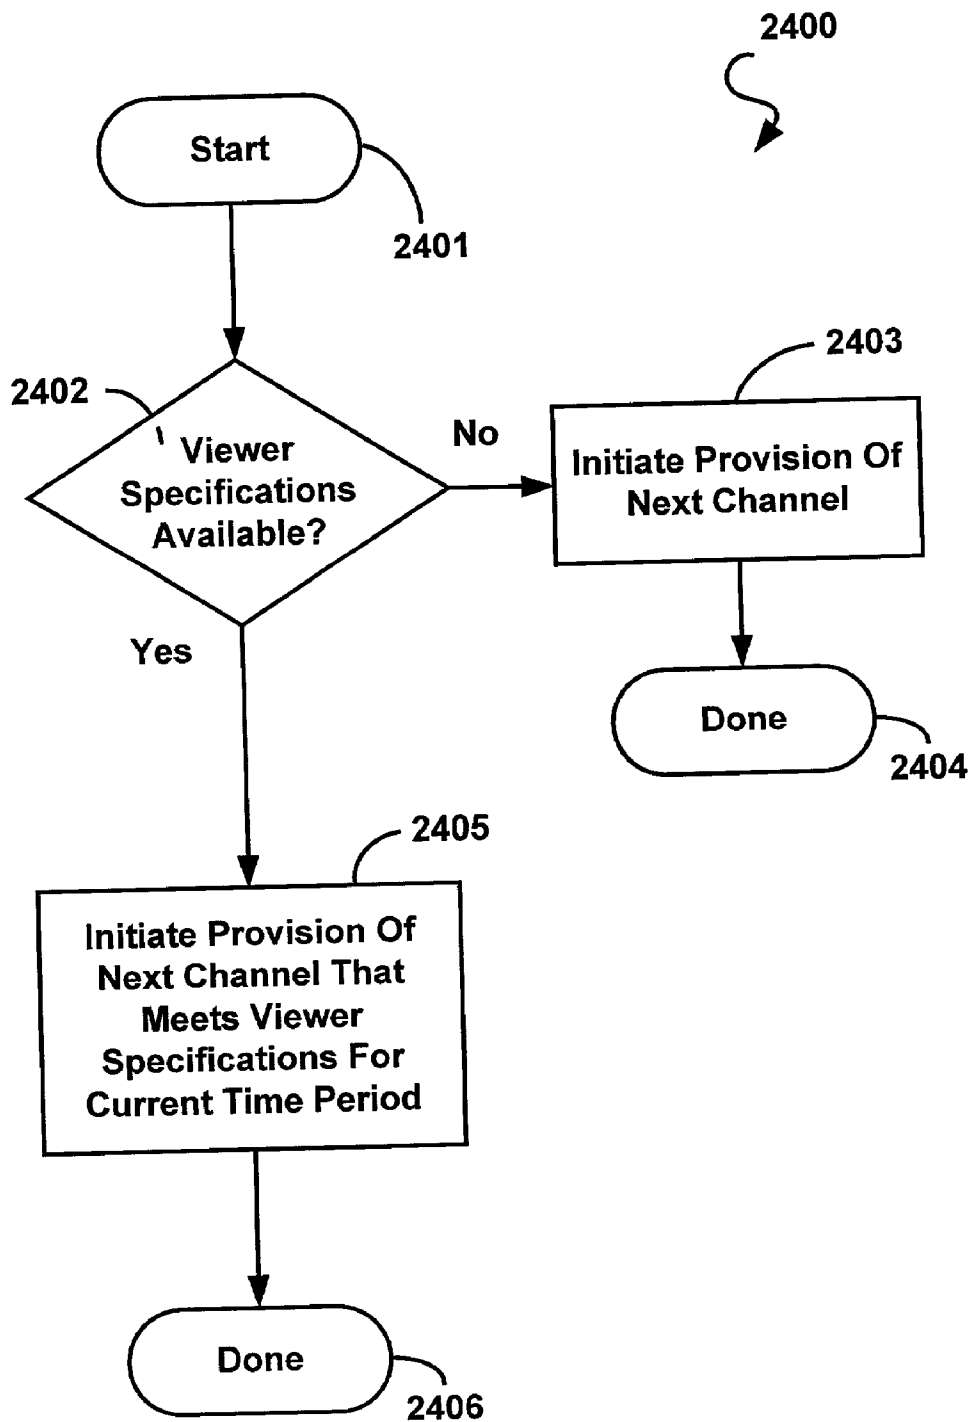 2400
Start
2401
2402
Viewer
Specifications
Available?
No
2403
Initiate Provision Of
Next Channel
Yes
Done
2404
2405
Initiate Provision Of
Next Channel That
Meets Viewer
Specifications For
Current Time Period
Done
2406